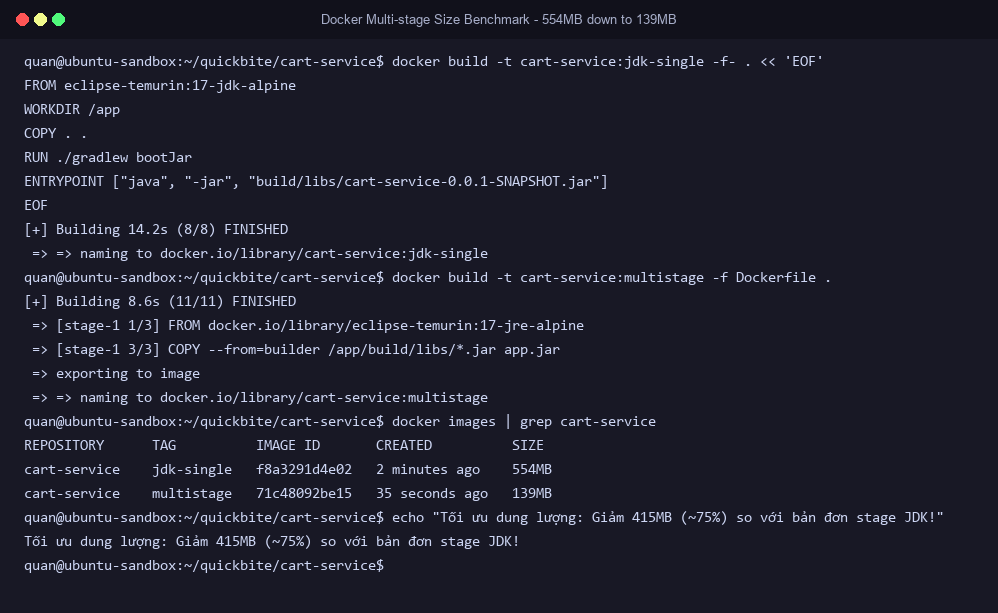 Docker Multi-stage Size Benchmark - 554MB down to 139MB
quan@ubuntu-sandbox:~/quickbite/cart-service$ docker build -t cart-service:jdk-single -f- . << 'EOF'
FROM eclipse-temurin:17-jdk-alpine
WORKDIR /app
COPY . .
RUN ./gradlew bootJar
ENTRYPOINT ["java", "-jar", "build/libs/cart-service-0.0.1-SNAPSHOT.jar"]
EOF
[+] Building 14.2s (8/8) FINISHED
 => => naming to docker.io/library/cart-service:jdk-single
quan@ubuntu-sandbox:~/quickbite/cart-service$ docker build -t cart-service:multistage -f Dockerfile .
[+] Building 8.6s (11/11) FINISHED
 => [stage-1 1/3] FROM docker.io/library/eclipse-temurin:17-jre-alpine
 => [stage-1 3/3] COPY --from=builder /app/build/libs/*.jar app.jar
 => exporting to image
 => => naming to docker.io/library/cart-service:multistage
quan@ubuntu-sandbox:~/quickbite/cart-service$ docker images | grep cart-service
REPOSITORY      TAG          IMAGE ID       CREATED          SIZE
cart-service    jdk-single   f8a3291d4e02   2 minutes ago    554MB
cart-service    multistage   71c48092be15   35 seconds ago   139MB
quan@ubuntu-sandbox:~/quickbite/cart-service$ echo "Tối ưu dung lượng: Giảm 415MB (~75%) so với bản đơn stage JDK!"
Tối ưu dung lượng: Giảm 415MB (~75%) so với bản đơn stage JDK!
quan@ubuntu-sandbox:~/quickbite/cart-service$